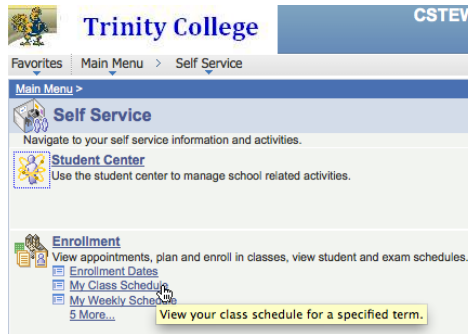 Trinity College
CSTEW
Favorites Main Menu > Self Service
Main Menu >
Self Service
Navigate to your self service information and activities.
Student Center
Use the student center to manage school related activities.
Enrollment
View appointments, plan and enroll in classes, view student and exam schedules.
Enrollment Dates
My Class Schedule
My Weekly Schedule
5 More...
View your class schedule for a specified term.